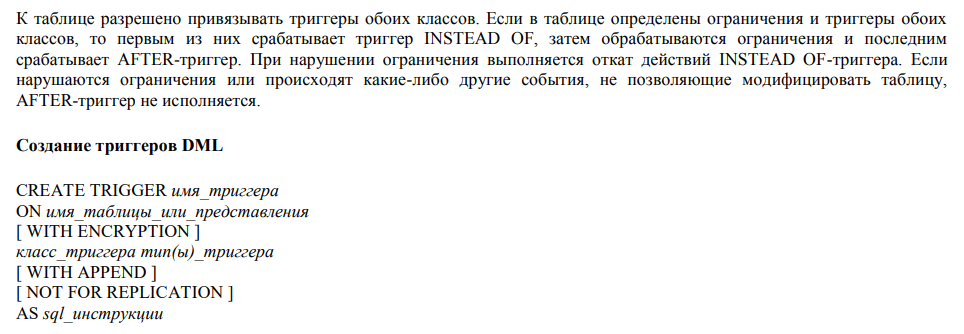 К таблице разрешено привязывать триггеры обоих классов. Если в таблице определены ограничения и триггеры обоих
классов, то первым из них срабатывает триггер INSTEAD OF, затем обрабатываются ограничения и последним
срабатывает AFTER-триггер. При нарушении ограничения выполняется откат действий INSTEAD OF-триггера. Если
нарушаются ограничения или происходят какие-либо другие события, не позволяющие модифицировать таблицу,
AFTER-триггер не исполняется.
Создание триггеров DML
CREATE TRIGGER имя_триггера
ON имя_таблицы_или_представления
[ WITH ENCRYPTION ]
класс_триггера тип(ы)_триггера
[ WITH APPEND ]
[ NOT FOR REPLICATION ]
AS sql_инструкции